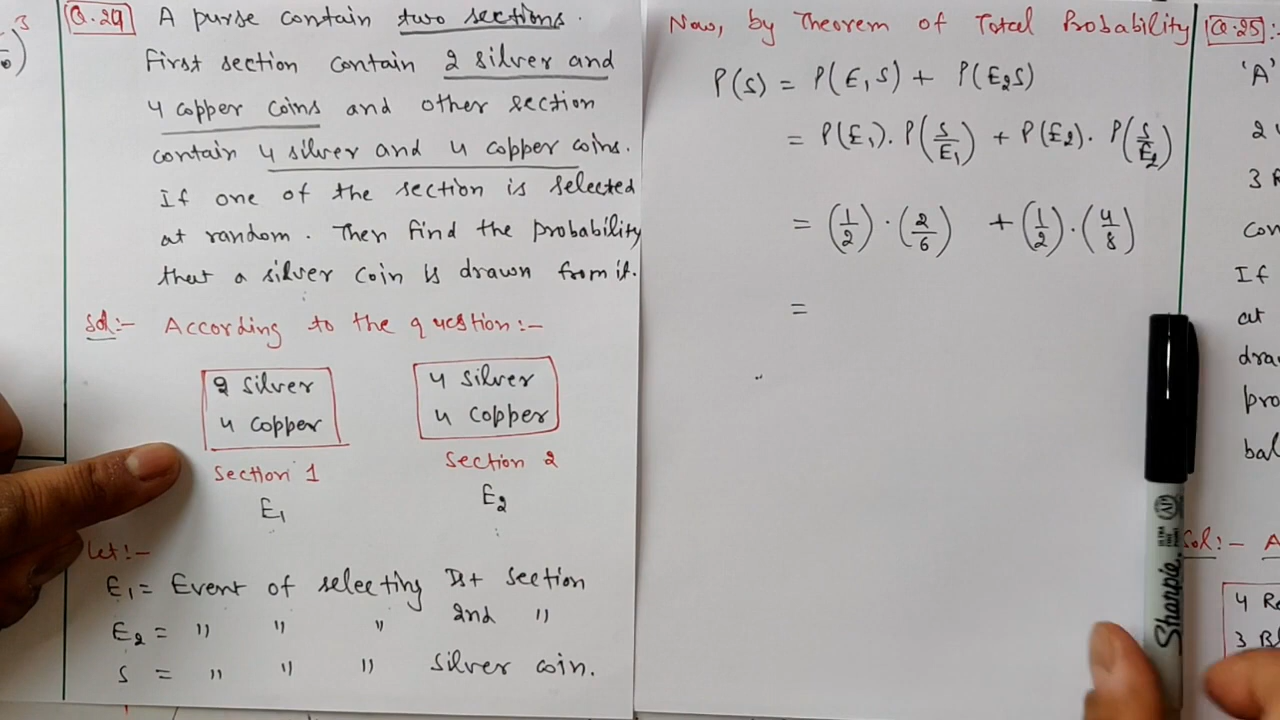 Q.24 A purse contain two sections.
First section contain 2 silver and
4 copper coins and other section
contain 4 silver and 4 copper coins.
If one of the section is selected
at random. Then find the probability
that a silver coin is drawn from it.
Sol:- According to the question:-
2 silver
4 copper
Section 1
E₁
4 silver
4 copper
Section 2
E₂
Let:-
E₁ = Event of selecting Ist section
E₂ = " " " 2nd "
S = " " " silver coin.
Now, by Theorem of Total Probability
P(S) = P(E₁S) + P(E₂S)
= P(E₁). P(S/E₁) + P(E₂). P(S/E₂)
= (1/2) · (2/6) + (1/2) · (4/8)
=
Q.25:-
'A'
2
3
If
at
Sol:- A
4
3
Sharpie